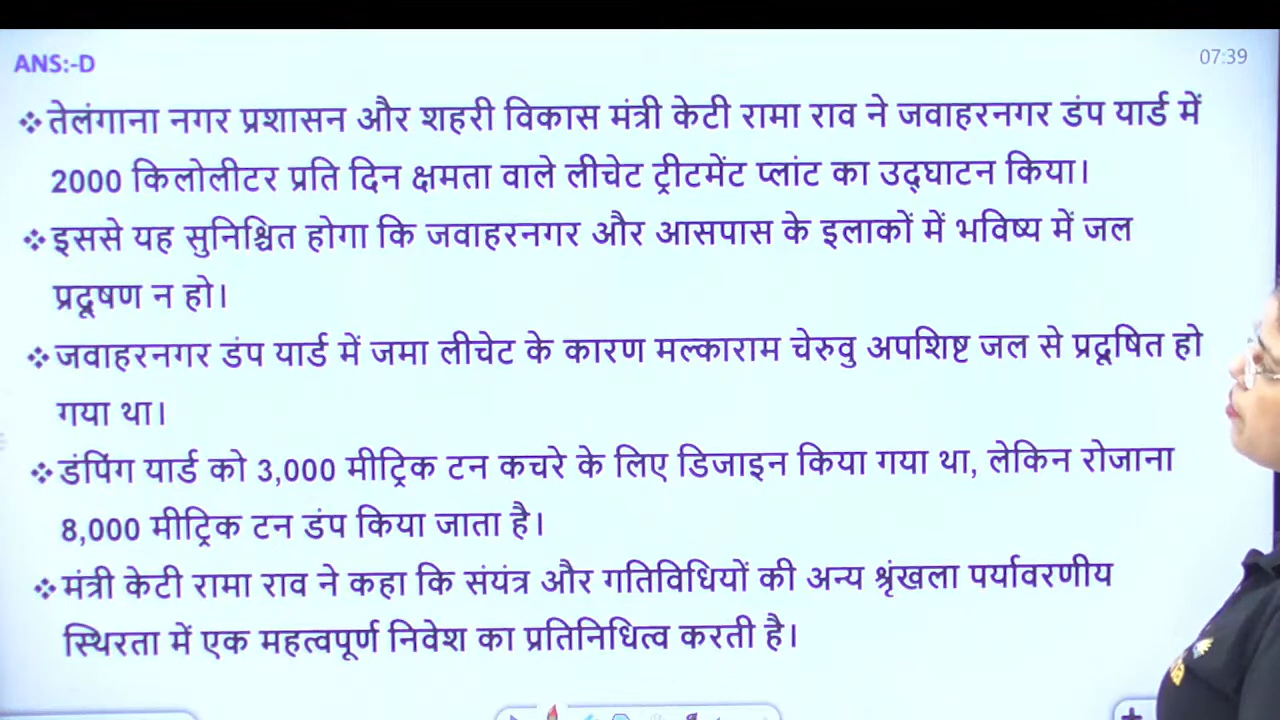 ANS:-D
07:39
❖तेलंगाना नगर प्रशासन और शहरी विकास मंत्री केटी रामा राव ने जवाहरनगर डंप यार्ड में
2000 किलोलीटर प्रति दिन क्षमता वाले लीचेट ट्रीटमेंट प्लांट का उद्घाटन किया।
❖इससे यह सुनिश्चित होगा कि जवाहरनगर और आसपास के इलाकों में भविष्य में जल
प्रदूषण न हो।
❖जवाहरनगर डंप यार्ड में जमा लीचेट के कारण मल्काराम चेरुवु अपशिष्ट जल से प्रदूषित हो
गया था।
❖डंपिंग यार्ड को 3,000 मीट्रिक टन कचरे के लिए डिजाइन किया गया था, लेकिन रोजाना
8,000 मीट्रिक टन डंप किया जाता है।
❖मंत्री केटी रामा राव ने कहा कि संयंत्र और गतिविधियों की अन्य श्रृंखला पर्यावरणीय
स्थिरता में एक महत्वपूर्ण निवेश का प्रतिनिधित्व करती है।